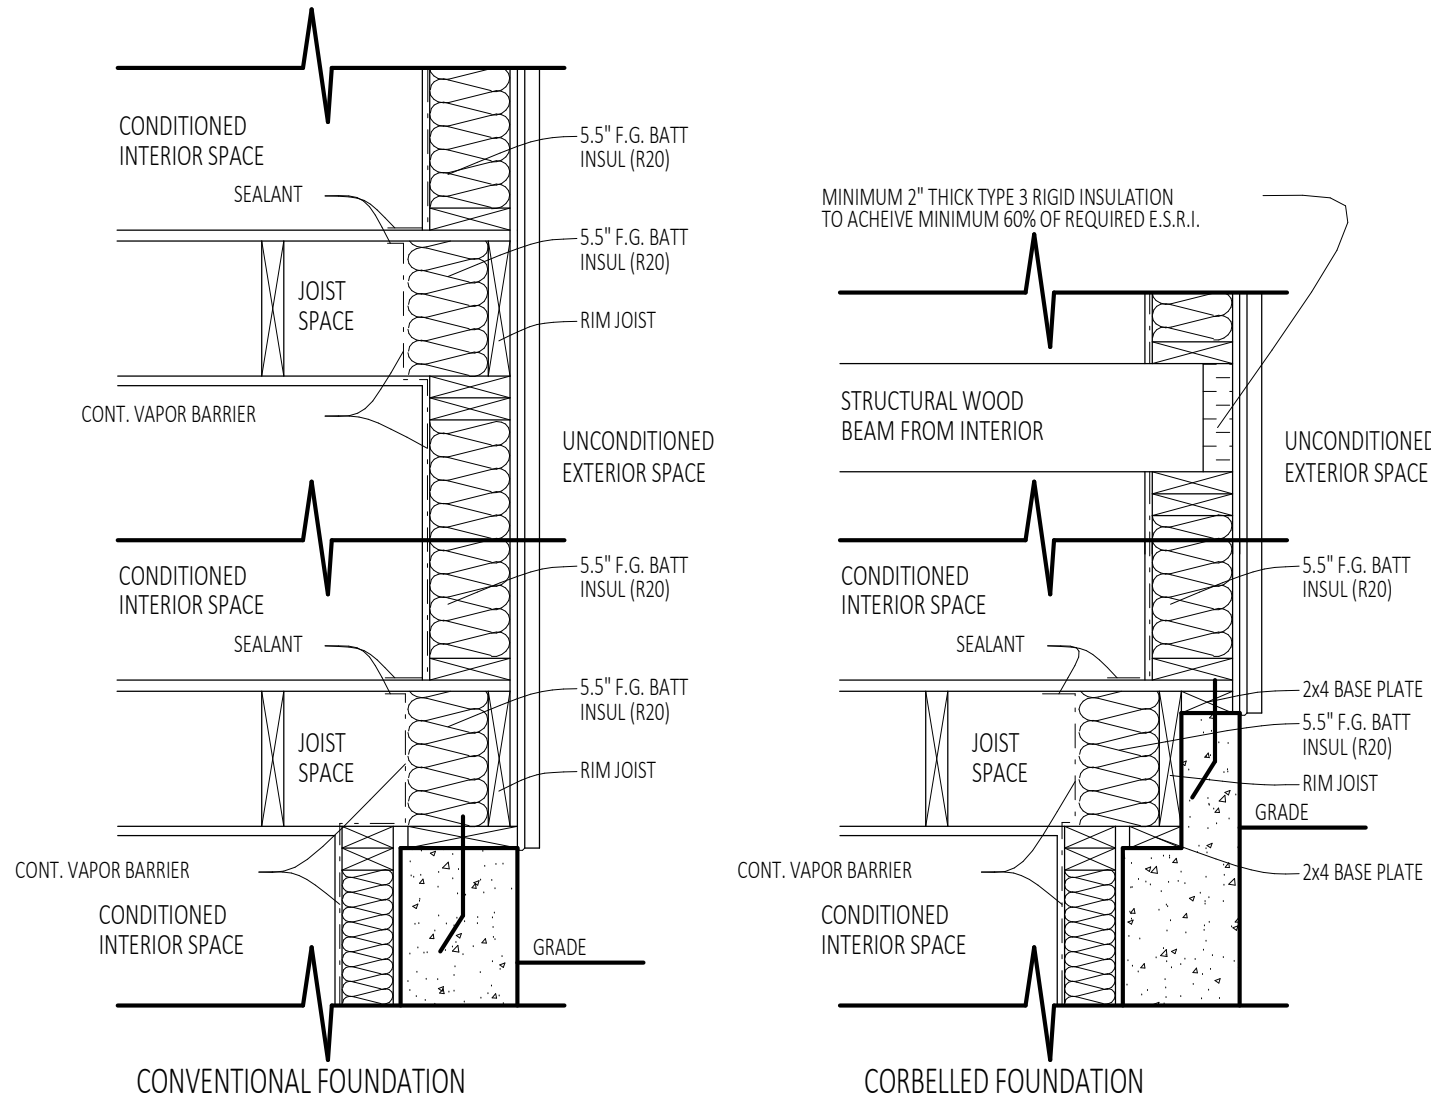 CONDITIONED
INTERIOR SPACE
5.5" F.G. BATT
INSUL (R20)
SEALANT
5.5" F.G. BATT
INSUL (R20)
JOIST
SPACE
RIM JOIST
CONT. VAPOR BARRIER
UNCONDITIONED
EXTERIOR SPACE
CONDITIONED
INTERIOR SPACE
5.5" F.G. BATT
INSUL (R20)
SEALANT
5.5" F.G. BATT
INSUL (R20)
JOIST
SPACE
RIM JOIST
CONT. VAPOR BARRIER
CONDITIONED
INTERIOR SPACE
GRADE
CONVENTIONAL FOUNDATION
MINIMUM 2" THICK TYPE 3 RIGID INSULATION
TO ACHEIVE MINIMUM 60% OF REQUIRED E.S.R.I.
STRUCTURAL WOOD
BEAM FROM INTERIOR
UNCONDITIONED
EXTERIOR SPACE
CONDITIONED
INTERIOR SPACE
5.5" F.G. BATT
INSUL (R20)
SEALANT
2x4 BASE PLATE
5.5" F.G. BATT
INSUL (R20)
JOIST
SPACE
RIM JOIST
GRADE
CONT. VAPOR BARRIER
2x4 BASE PLATE
CONDITIONED
INTERIOR SPACE
CORBELLED FOUNDATION